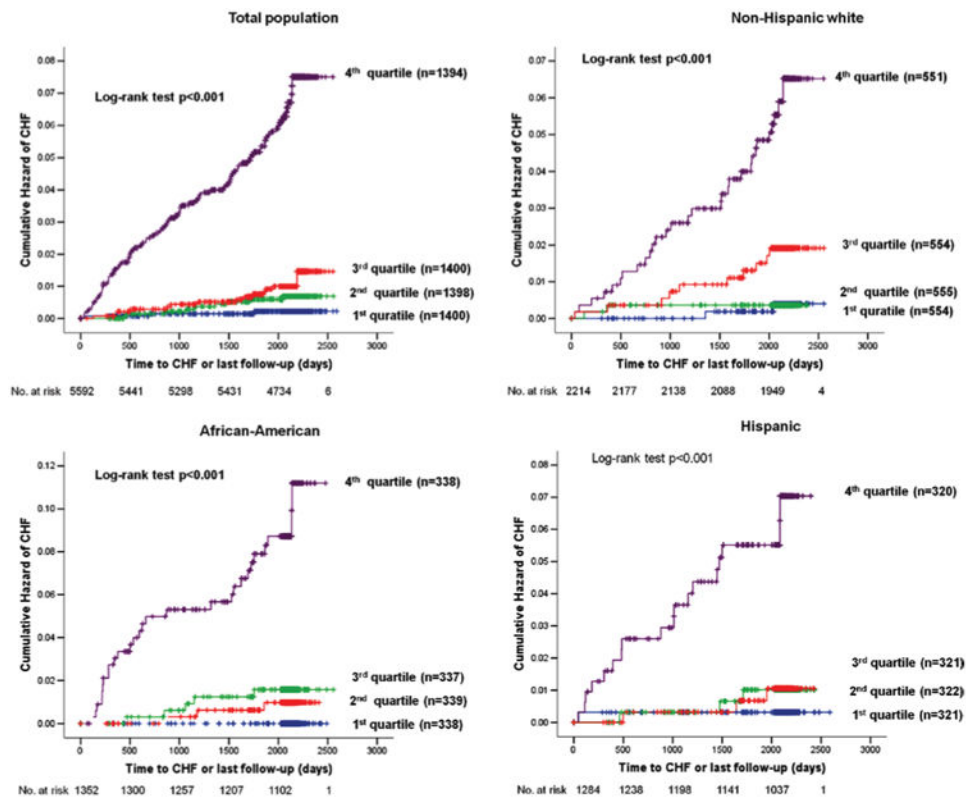 Total population
Cumulative Hazard of CHF
0.08
0.07
0.06
0.05
0.04
0.03
0.02
0.01
0.00
Log-rank test p<0.001
4th quartile (n=1394)
3rd quartile (n=1400)
2nd quartile (n=1398)
1st quratile (n=1400)
0 500 1000 1500 2000 2500 3000
Time to CHF or last follow-up (days)
No. at risk 5592 5441 5298 5431 4734 6
Non-Hispanic white
Cumulative Hazard of CHF
0.08
0.07
0.06
0.05
0.04
0.03
0.02
0.01
0.00
Log-rank test p<0.001
4th quartile (n=551)
3rd quartile (n=554)
2nd quartile (n=555)
1st quratile (n=554)
0 500 1000 1500 2000 2500 3000
Time to CHF or last follow-up (days)
No. at risk 2214 2177 2138 2088 1949 4
African-American
Cumulative Hazard of CHF
0.12
0.10
0.08
0.06
0.04
0.02
0.00
Log-rank test p<0.001
4th quartile (n=338)
3rd quartile (n=337)
2nd quartile (n=339)
1st quartile (n=338)
0 500 1000 1500 2000 2500 3000
Time to CHF or last follow-up (days)
No. at risk 1352 1300 1257 1207 1102 1
Hispanic
Cumulative Hazard of CHF
0.08
0.07
0.06
0.05
0.04
0.03
0.02
0.01
0.00
Log-rank test p<0.001
4th quartile (n=320)
3rd quartile (n=321)
2nd quartile (n=322)
1st quartile (n=321)
0 500 1000 1500 2000 2500 3000
Time to CHF or last follow-up (days)
No. at risk 1284 1238 1198 1141 1037 1